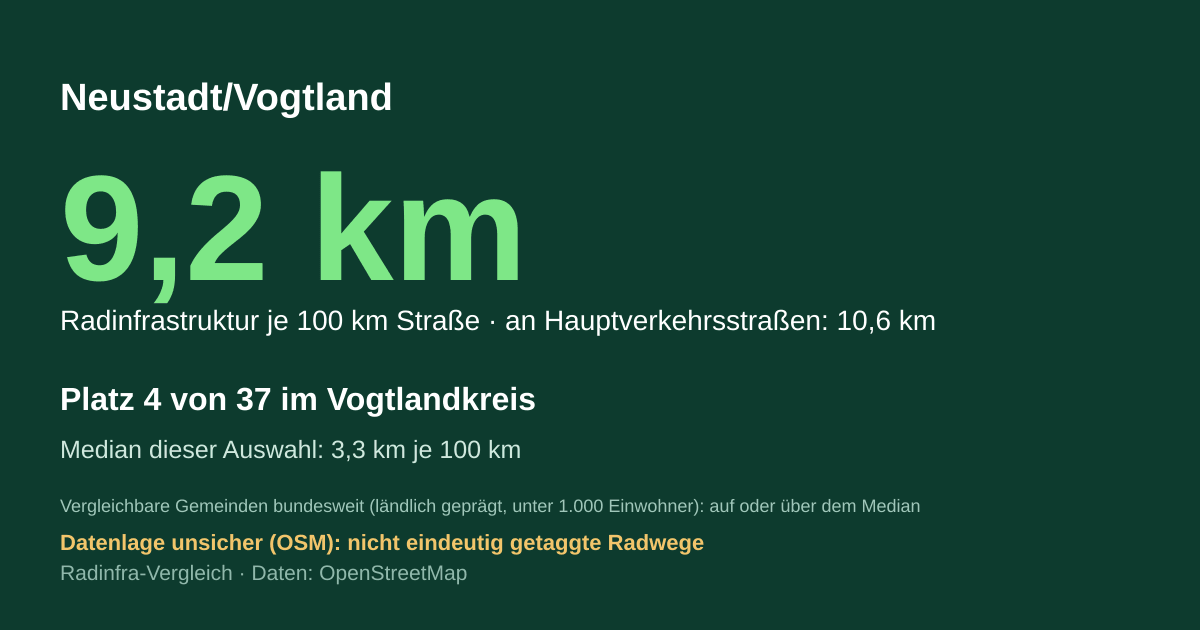 Neustadt/Vogtland
9,2 km
Radinfrastruktur je 100 km Straße · an Hauptverkehrsstraßen: 10,6 km
Platz 4 von 37 im Vogtlandkreis
Median dieser Auswahl: 3,3 km je 100 km
Vergleichbare Gemeinden bundesweit (ländlich geprägt, unter 1.000 Einwohner): auf oder über dem Median
Datenlage unsicher (OSM): nicht eindeutig getaggte Radwege
Radinfra-Vergleich · Daten: OpenStreetMap